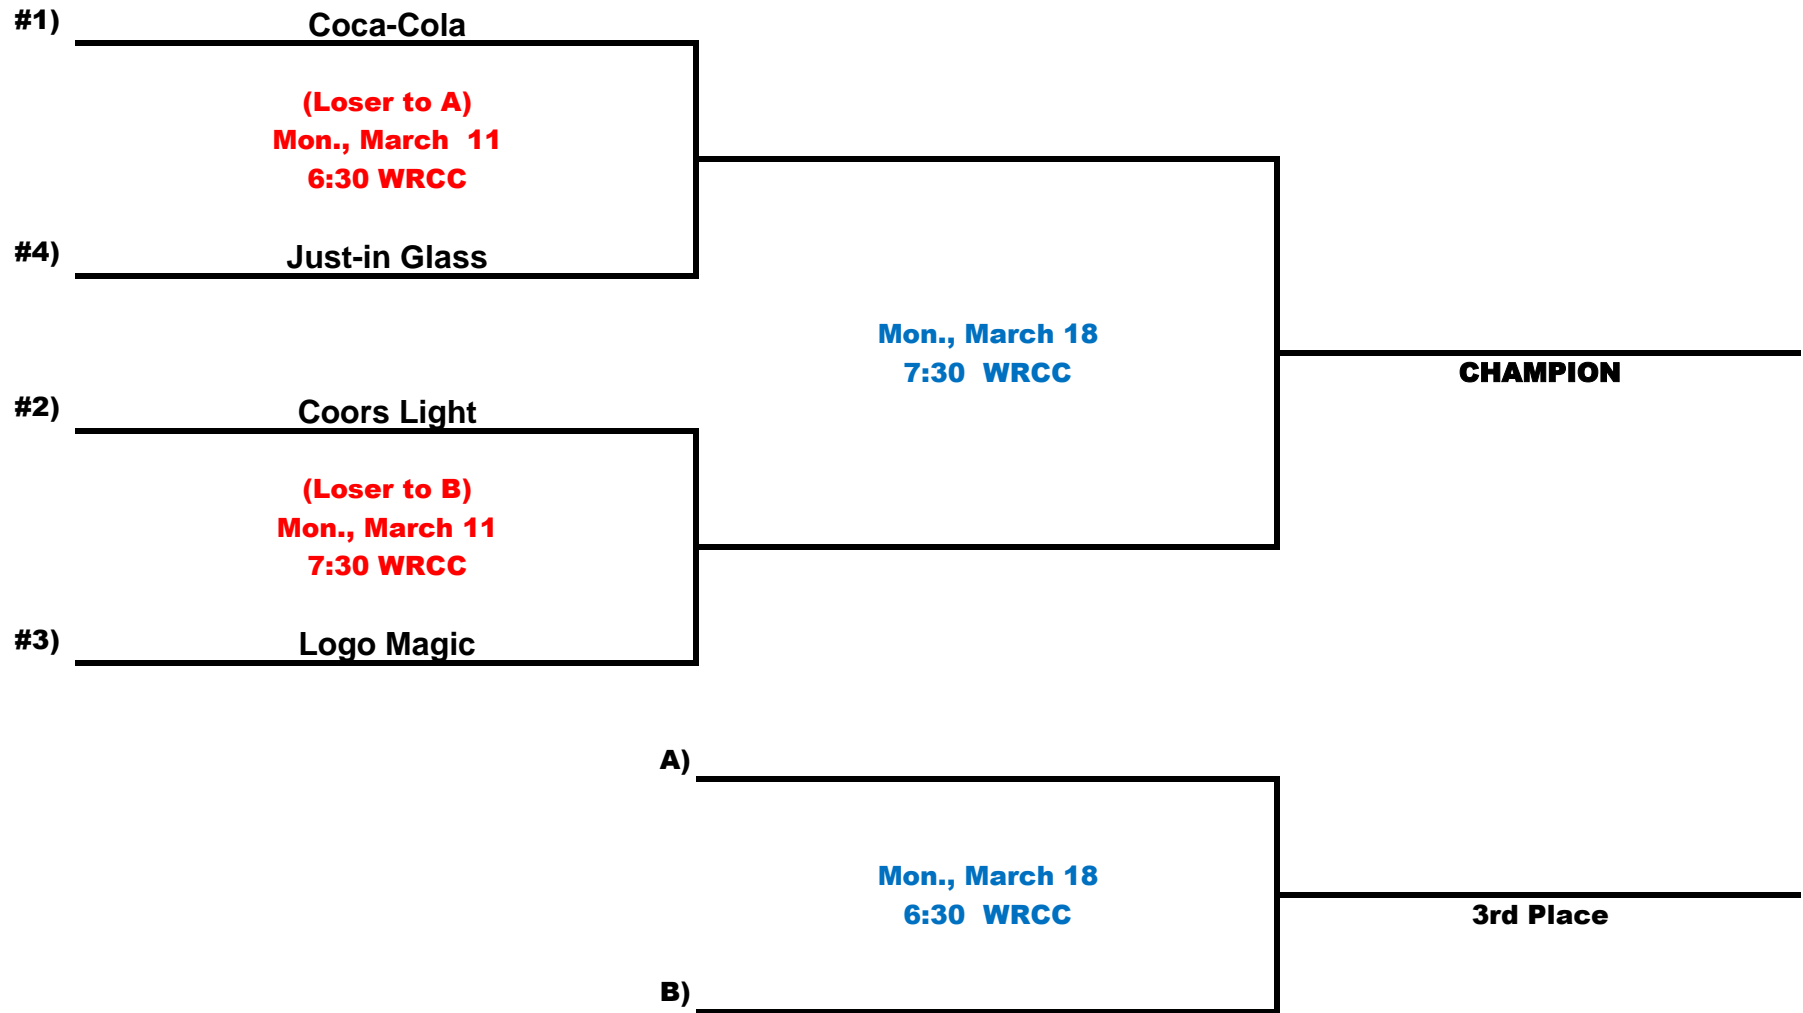 #1) Coca-Cola
(Loser to A)
Mon., March  11
6:30 WRCC
#4) Just-in Glass
Mon., March 18
7:30  WRCC
CHAMPION
#2) Coors Light
(Loser to B)
Mon., March 11
7:30 WRCC
#3) Logo Magic
A)
Mon., March 18
6:30  WRCC
3rd Place
B)